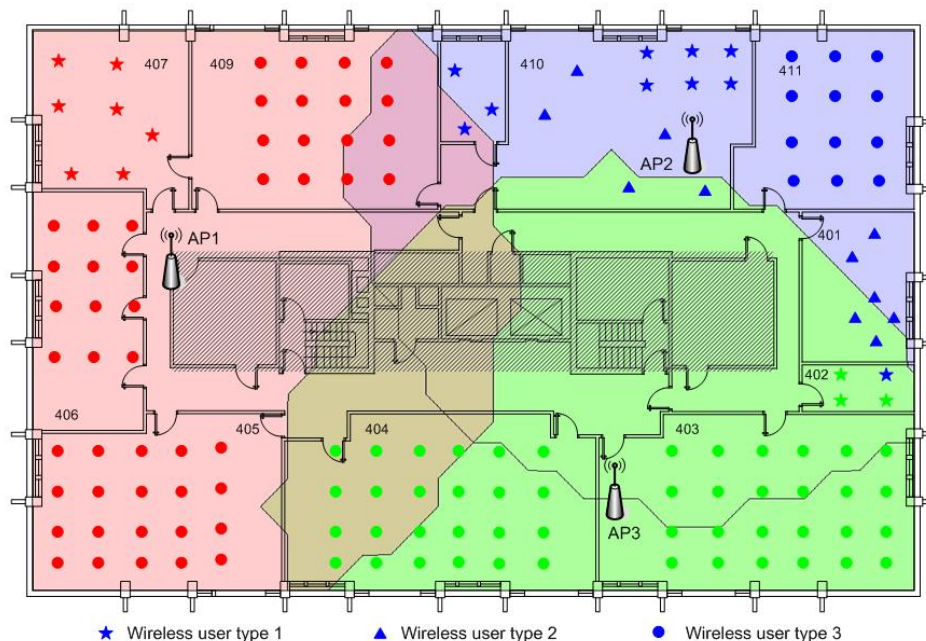 407
409
410
411
AP2
AP1
401
402
406
405
404
403
AP3
Wireless user type 1
Wireless user type 2
Wireless user type 3